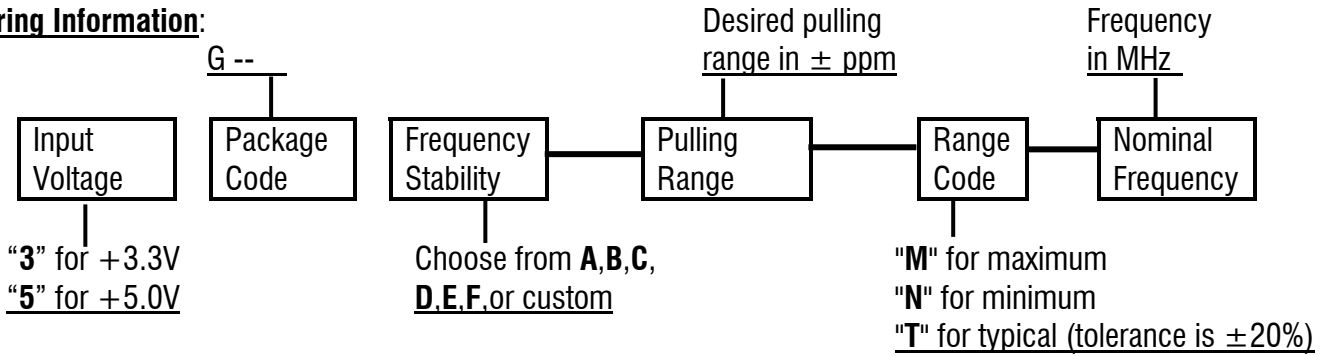 ring Information:
G --
Desired pulling
range in ± ppm
Frequency
in MHz
Input
Voltage
Package
Code
Frequency
Stability
Pulling
Range
Range
Code
Nominal
Frequency
“3” for +3.3V
“5” for +5.0V
Choose from A,B,C,
D,E,F,or custom
"M" for maximum
"N" for minimum
"T" for typical (tolerance is ±20%)